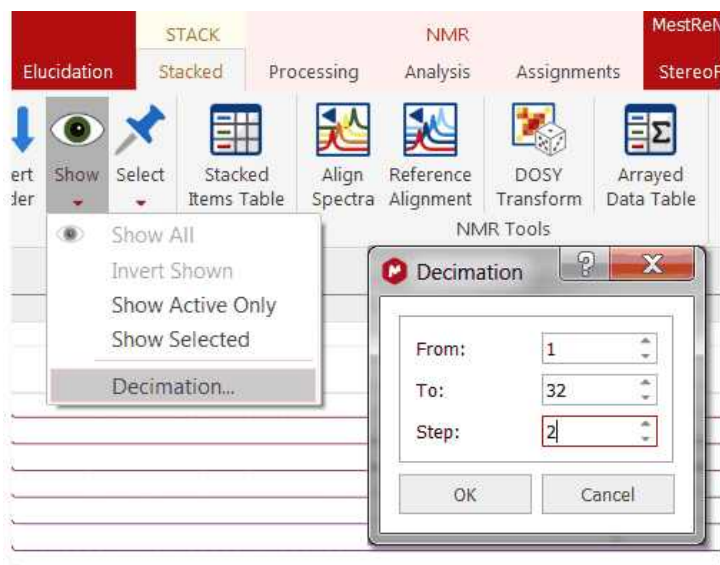 STACK
NMR
MestReN
Elucidation
Stacked
Processing
Analysis
Assignments
StereoF
ert
der
Show
Select
Stacked
Items Table
Align
Spectra
Reference
Alignment
DOSY
Transform
Arrayed
Data Table
NMR Tools
Show All
Invert Shown
Show Active Only
Show Selected
Decimation...
Decimation
From: 1
To: 32
Step: 2
OK Cancel